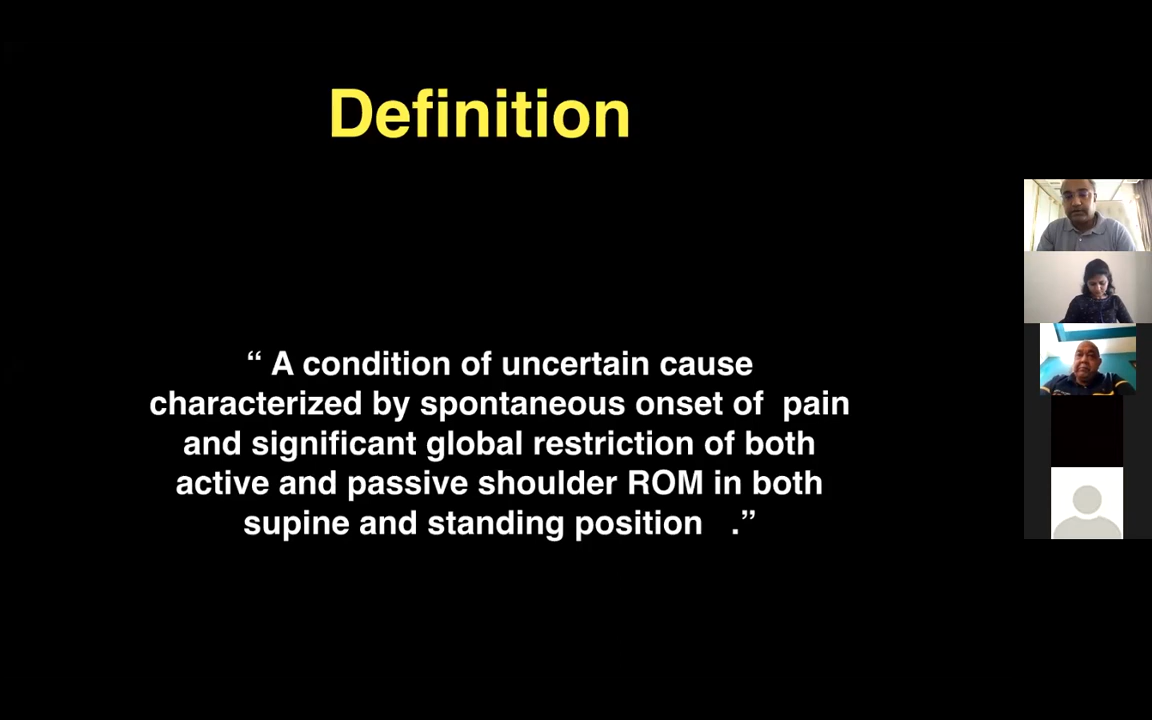 Definition
“ A condition of uncertain cause
characterized by spontaneous onset of  pain
and significant global restriction of both
active and passive shoulder ROM in both
supine and standing position   .”